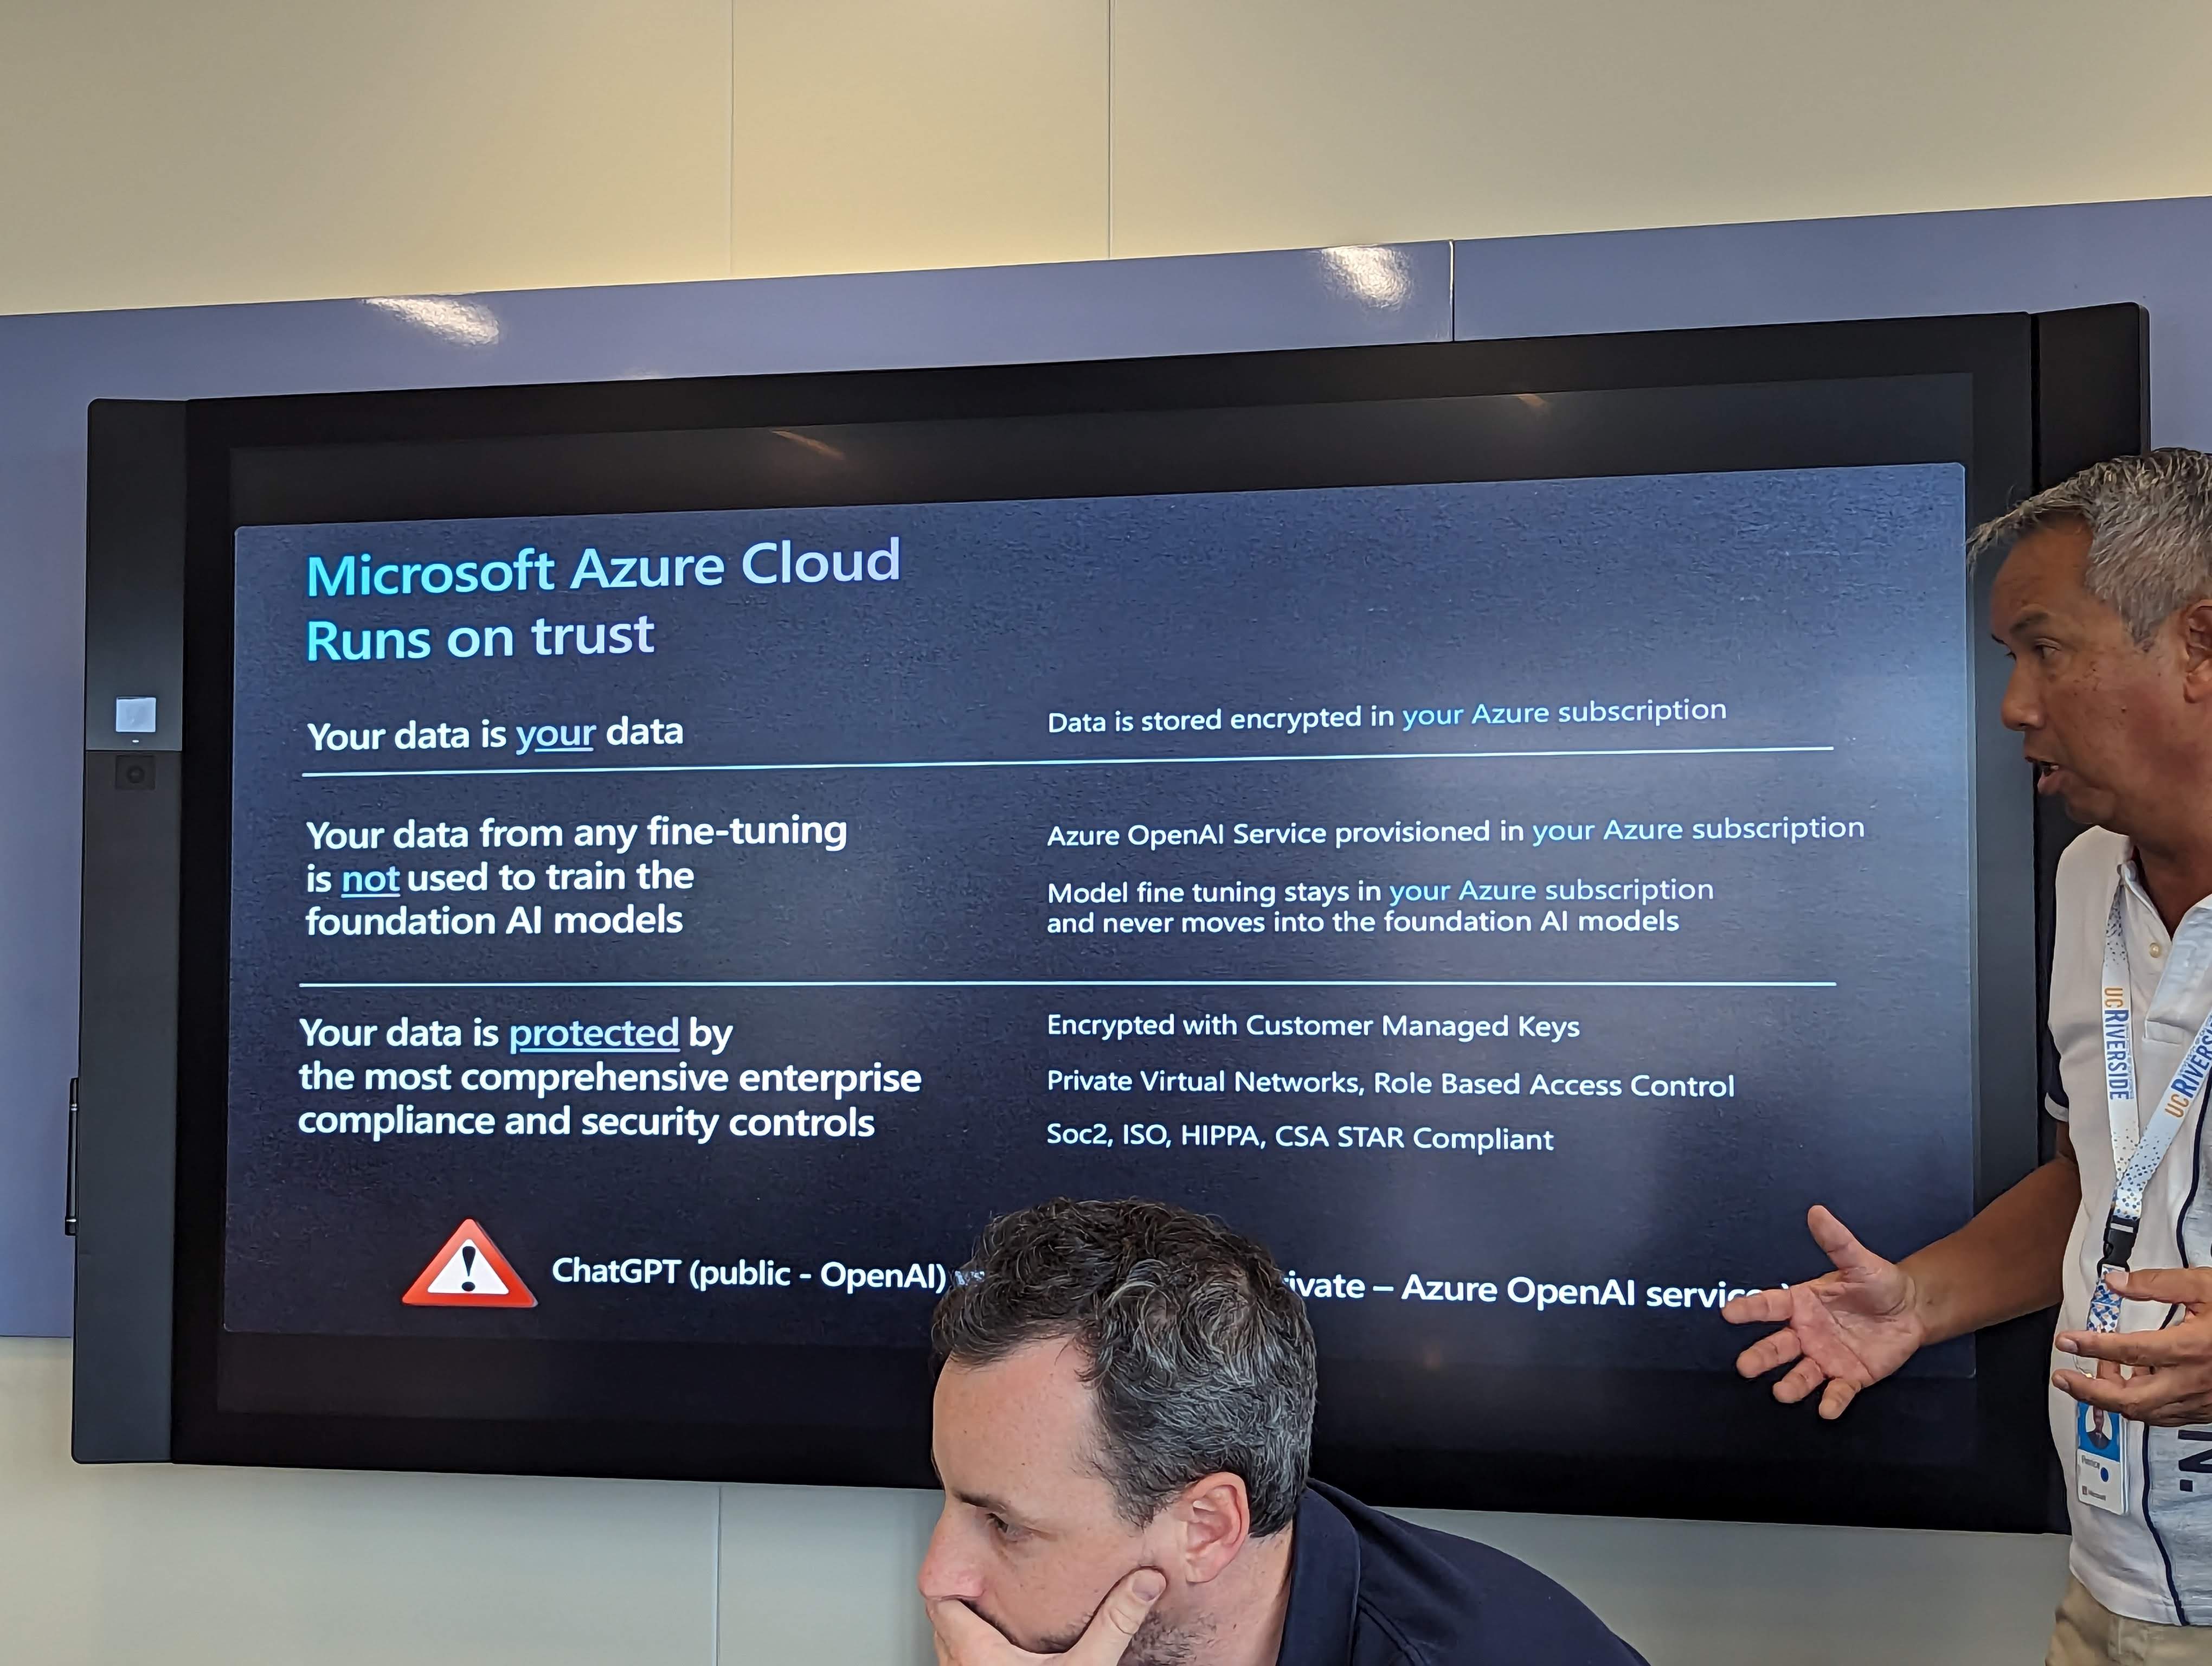 Microsoft Azure Cloud
Runs on trust
Your data is your data
Data is stored encrypted in your Azure subscription
Your data from any fine-tuning
is not used to train the
foundation AI models
Azure OpenAI Service provisioned in your Azure subscription
Model fine tuning stays in your Azure subscription
and never moves into the foundation AI models
Your data is protected by
the most comprehensive enterprise
compliance and security controls
Encrypted with Customer Managed Keys
Private Virtual Networks, Role Based Access Control
Soc2, ISO, HIPPA, CSA STAR Compliant
ChatGPT (public - OpenAI)
ivate – Azure OpenAI service
UC RIVERSIDE
UC RIVERS